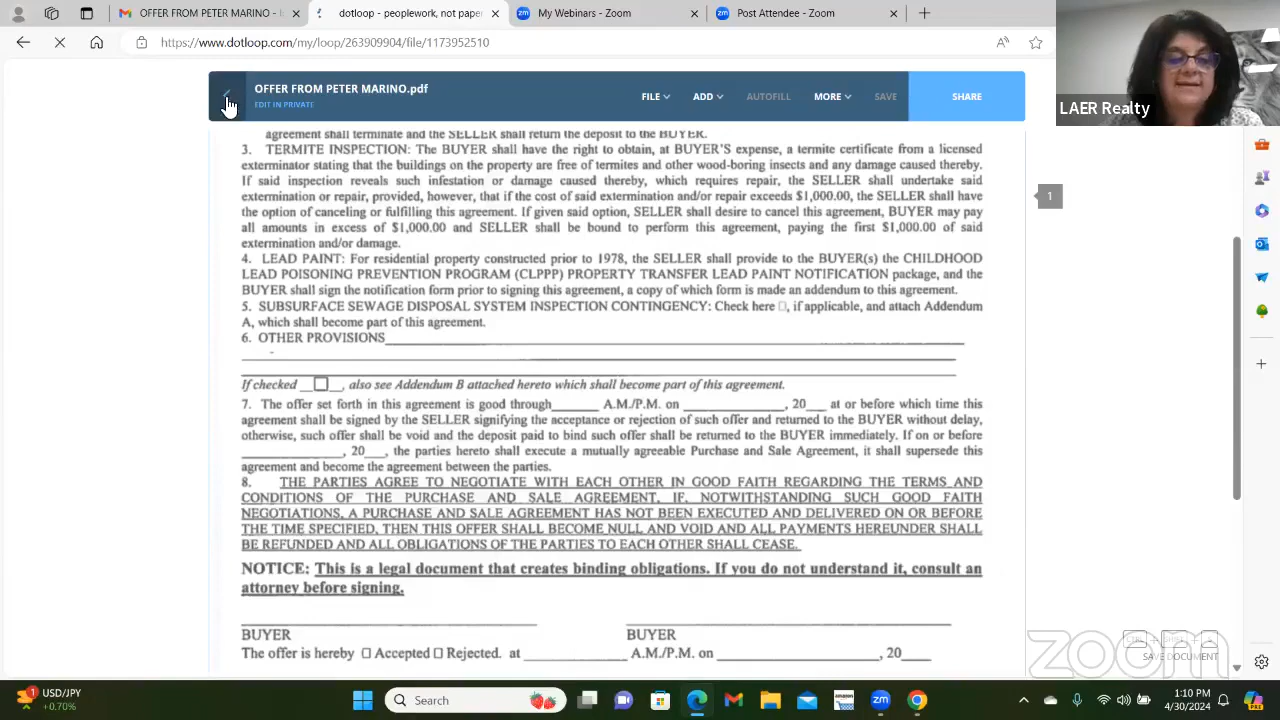 OFFER FROM PETER MARINO.pdf
dotloop – peoplework, not paper
My Webinars - Zoom
Post Attendee - Zoom
https://www.dotloop.com/my/loop/263909904/file/1173952510
OFFER FROM PETER MARINO.pdf
EDIT IN PRIVATE
FILE ADD AUTOFILL MORE SAVE SHARE
LAER Realty
agreement shall terminate and the SELLER shall return the deposit to the BUYER.
3. TERMITE INSPECTION: The BUYER shall have the right to obtain, at BUYER'S expense, a termite certificate from a licensed
exterminator stating that the buildings on the property are free of termites and other wood-boring insects and any damage caused thereby.
If said inspection reveals such infestation or damage caused thereby, which requires repair, the SELLER shall undertake said
extermination or repair, provided, however, that if the cost of said extermination and/or repair exceeds $1,000.00, the SELLER shall have
the option of canceling or fulfilling this agreement. If given said option, SELLER shall desire to cancel this agreement, BUYER may pay
all amounts in excess of $1,000.00 and SELLER shall be bound to perform this agreement, paying the first $1,000.00 of said
extermination and/or damage.
4. LEAD PAINT: For residential property constructed prior to 1978, the SELLER shall provide to the BUYER(s) the CHILDHOOD
LEAD POISONING PREVENTION PROGRAM (CLPPP) PROPERTY TRANSFER LEAD PAINT NOTIFICATION package, and the
BUYER shall sign the notification form prior to signing this agreement, a copy of which form is made an addendum to this agreement.
5. SUBSURFACE SEWAGE DISPOSAL SYSTEM INSPECTION CONTINGENCY: Check here □, if applicable, and attach Addendum
A, which shall become part of this agreement.
6. OTHER PROVISIONS
If checked __□__, also see Addendum B attached hereto which shall become part of this agreement.
7. The offer set forth in this agreement is good through_______ A.M./P.M. on _______________, 20___ at or before which time this
agreement shall be signed by the SELLER signifying the acceptance or rejection of such offer and returned to the BUYER without delay,
otherwise, such offer shall be void and the deposit paid to bind such offer shall be returned to the BUYER immediately. If on or before
_______________, 20___, the parties hereto shall execute a mutually agreeable Purchase and Sale Agreement, it shall supersede this
agreement and become the agreement between the parties.
8. THE PARTIES AGREE TO NEGOTIATE WITH EACH OTHER IN GOOD FAITH REGARDING THE TERMS AND
CONDITIONS OF THE PURCHASE AND SALE AGREEMENT, IF, NOTWITHSTANDING SUCH GOOD FAITH
NEGOTIATIONS, A PURCHASE AND SALE AGREEMENT HAS NOT BEEN EXECUTED AND DELIVERED ON OR BEFORE
THE TIME SPECIFIED, THEN THIS OFFER SHALL BECOME NULL AND VOID AND ALL PAYMENTS HEREUNDER SHALL
BE REFUNDED AND ALL OBLIGATIONS OF THE PARTIES TO EACH OTHER SHALL CEASE.
NOTICE: This is a legal document that creates binding obligations. If you do not understand it, consult an
attorney before signing.
BUYER BUYER
The offer is hereby □ Accepted □ Rejected. at _______________ A.M./P.M. on _______________, 20____
1
zoom
SAVE DOCUMENT
1
USD/JPY
+0.70%
Search
1:10 PM
4/30/2024